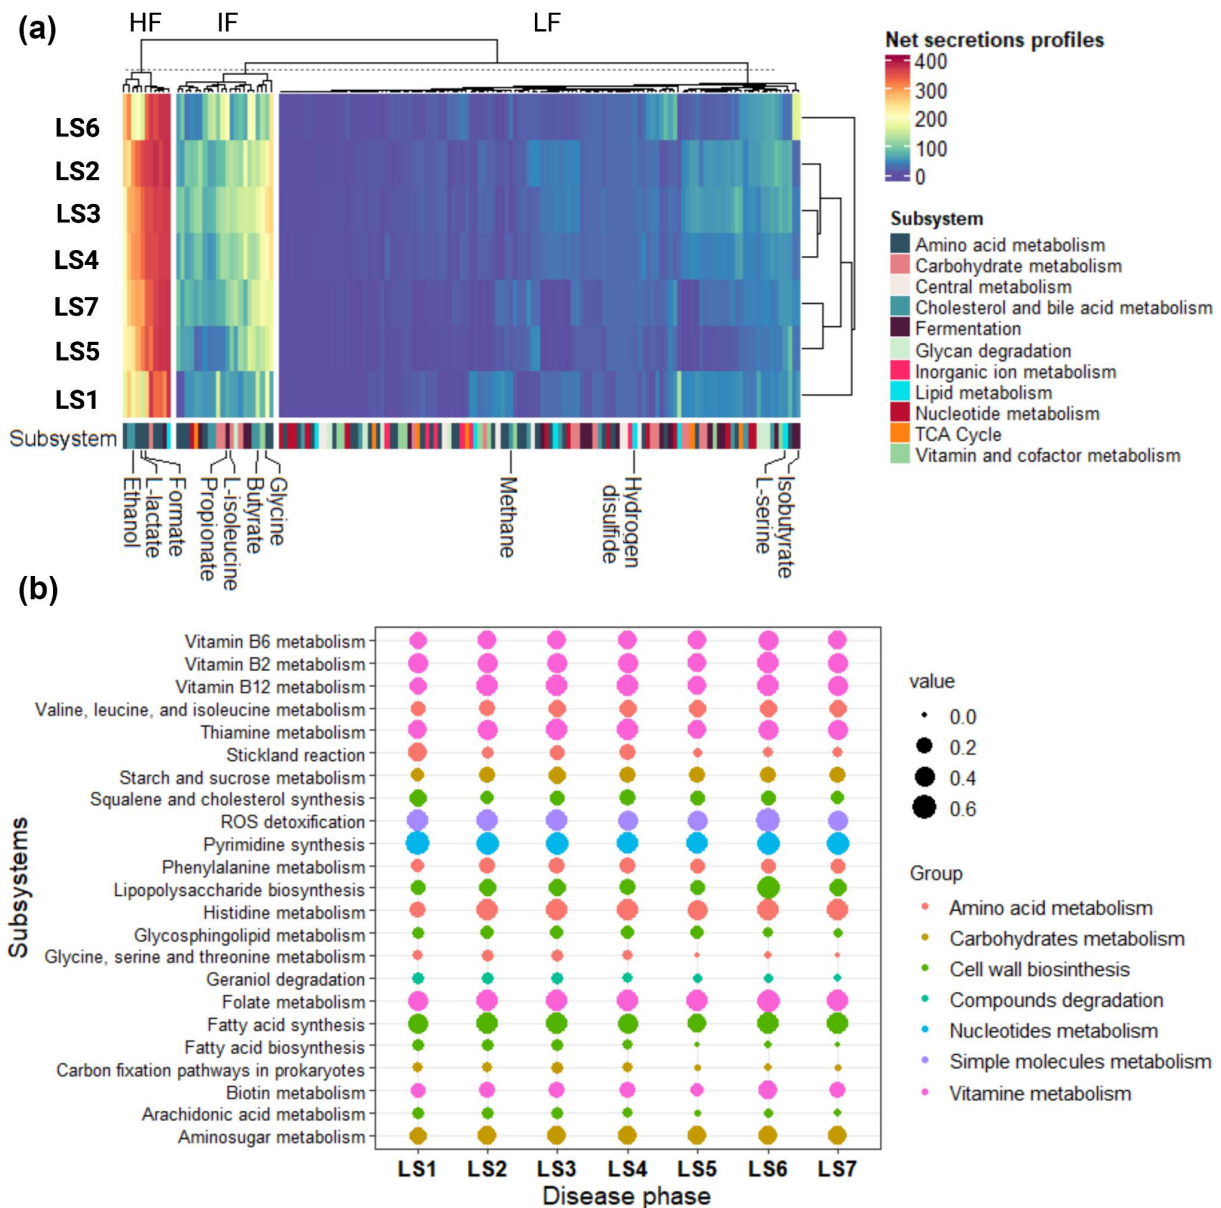 (a)
HF IF LF
Net secretions profiles
400
300
200
100
0
LS6
LS2
LS3
LS4
LS7
LS5
LS1
Subsystem
Subsystem
Amino acid metabolism
Carbohydrate metabolism
Central metabolism
Cholesterol and bile acid metabolism
Fermentation
Glycan degradation
Inorganic ion metabolism
Lipid metabolism
Nucleotide metabolism
TCA Cycle
Vitamin and cofactor metabolism
Ethanol
L-lactate
Formate
Propionate
L-isoleucine
Butyrate
Glycine
Methane
Hydrogen
disulfide
L-serine
Isobutyrate
(b)
Subsystems
Vitamin B6 metabolism
Vitamin B2 metabolism
Vitamin B12 metabolism
Valine, leucine, and isoleucine metabolism
Thiamine metabolism
Stickland reaction
Starch and sucrose metabolism
Squalene and cholesterol synthesis
ROS detoxification
Pyrimidine synthesis
Phenylalanine metabolism
Lipopolysaccharide biosynthesis
Histidine metabolism
Glycosphingolipid metabolism
Glycine, serine and threonine metabolism
Geraniol degradation
Folate metabolism
Fatty acid synthesis
Fatty acid biosynthesis
Carbon fixation pathways in prokaryotes
Biotin metabolism
Arachidonic acid metabolism
Aminosugar metabolism
LS1 LS2 LS3 LS4 LS5 LS6 LS7
Disease phase
value
0.0
0.2
0.4
0.6
Group
Amino acid metabolism
Carbohydrates metabolism
Cell wall biosinthesis
Compounds degradation
Nucleotides metabolism
Simple molecules metabolism
Vitamine metabolism